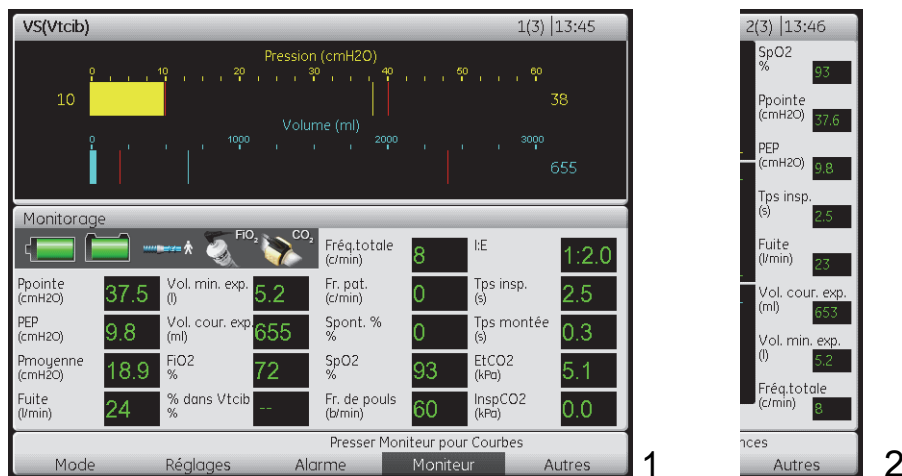 VS(Vtcib) 1(3) 13:45
Pression (cmH2O)
0 10 20 30 40 50 60
10 38
Volume (ml)
0 1000 2000 3000
655
Monitorage
FiO2 CO2
Fréq.totale (c/min) 8 I:E 1:2.0
Ppointe (cmH2O) 37.5 Vol. min. exp. (l) 5.2 Fr. pat. (c/min) 0 Tps insp. (s) 2.5
PEP (cmH2O) 9.8 Vol. cour. exp. (ml) 655 Spont. % % 0 Tps montée (s) 0.3
Pmoyenne (cmH2O) 18.9 FiO2 % 72 SpO2 % 93 EtCO2 (kPa) 5.1
Fuite (l/min) 24 % dans Vtcib % -- Fr. de pouls (b/min) 60 InspCO2 (kPa) 0.0
Presser Moniteur pour Courbes
Mode Réglages Alarme Moniteur Autres
1
2(3) 13:46
SpO2
% 93
Ppointe
(cmH2O) 37.6
PEP
(cmH2O) 9.8
Tps insp.
(s) 2.5
Fuite
(l/min) 23
Vol. cour. exp.
(ml) 653
Vol. min. exp.
(l) 5.2
Fréq.totale
(c/min) 8
nces
Autres
2